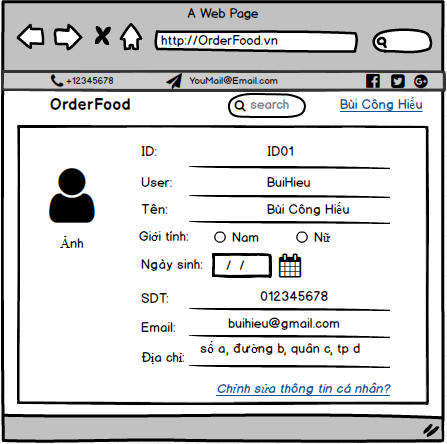 A Web Page
http://OrderFood.vn
+12345678 YouMail@Email.com
OrderFood search Bùi Công Hiếu
ID: ID01
User: BuiHieu
Tên: Bùi Công Hiếu
Giới tính: Nam Nữ
Ngày sinh: / /
SDT: 012345678
Email: buihieu@gmail.com
Địa chỉ: số a, đường b, quân c, tp d
Ảnh
Chỉnh sửa thông tin cá nhân?